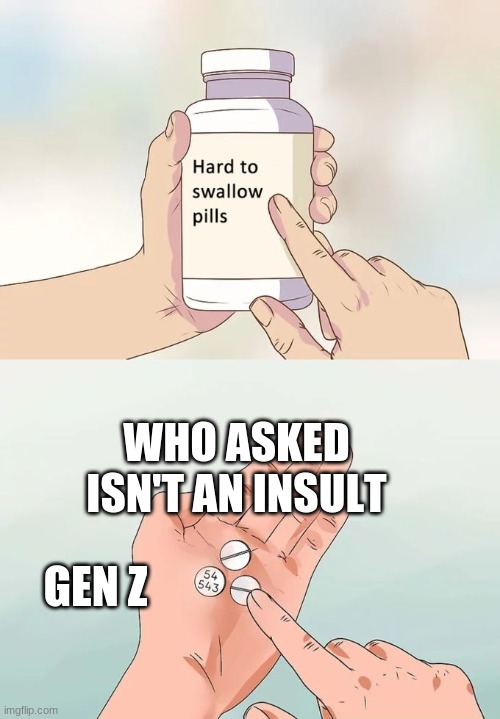 Hard to
swallow
pills
WHO ASKED
ISN'T AN INSULT
GEN Z
54
543
imgflip.com